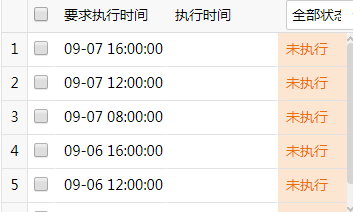 要求执行时间 执行时间 全部状态
1 09-07 16:00:00 未执行
2 09-07 12:00:00 未执行
3 09-07 08:00:00 未执行
4 09-06 16:00:00 未执行
5 09-06 12:00:00 未执行